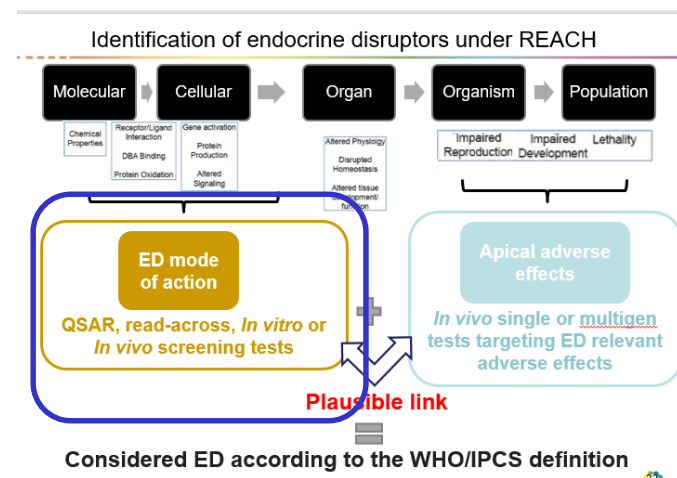 Identification of endocrine disruptors under REACH
Molecular
Cellular
Organ
Organism
Population
Chemical
Properties
Receptor/Ligand
Interaction
DBA Binding
Protein Oxidation
Gene activation
Protein
Production
Altered
Signaling
Altered Physiology
Disrupted
Homeostasis
Altered tissue
development/
function
Impaired
Reproduction
Impaired
Development
Lethality
ED mode
of action
QSAR, read-across, In vitro or
In vivo screening tests
+
Apical adverse
effects
In vivo single or multigen
tests targeting ED relevant
adverse effects
Plausible link
=
Considered ED according to the WHO/IPCS definition